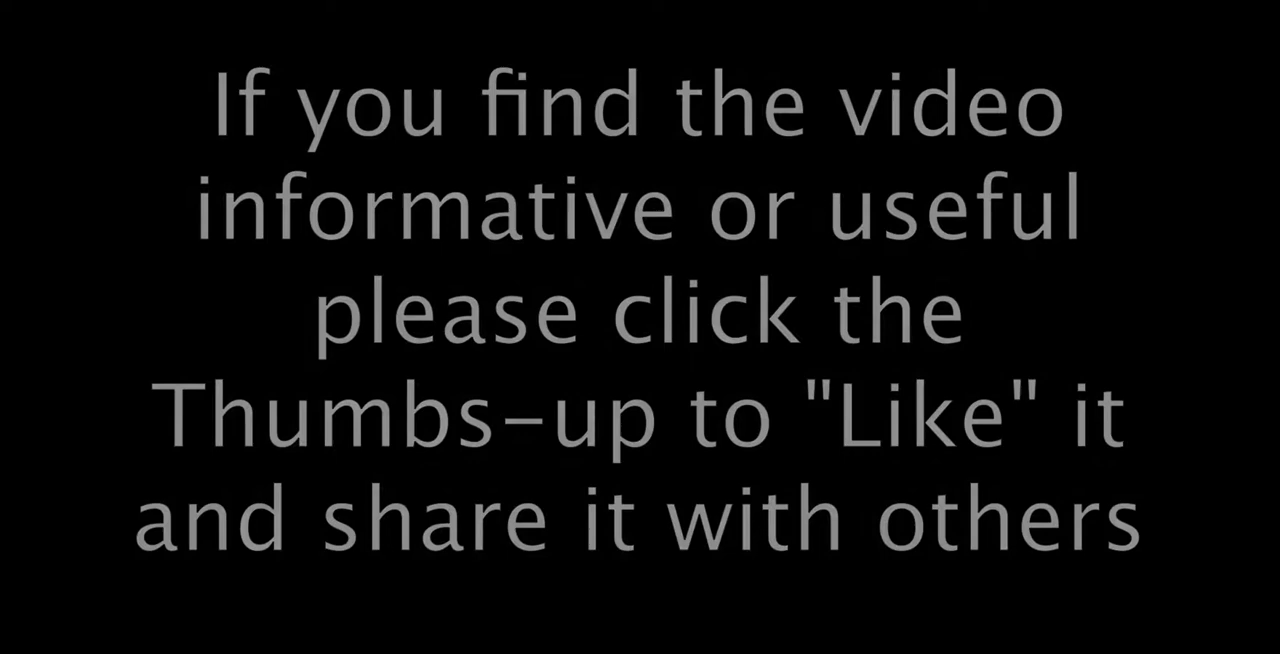 If you find the video
informative or useful
please click the
Thumbs-up to "Like" it
and share it with others